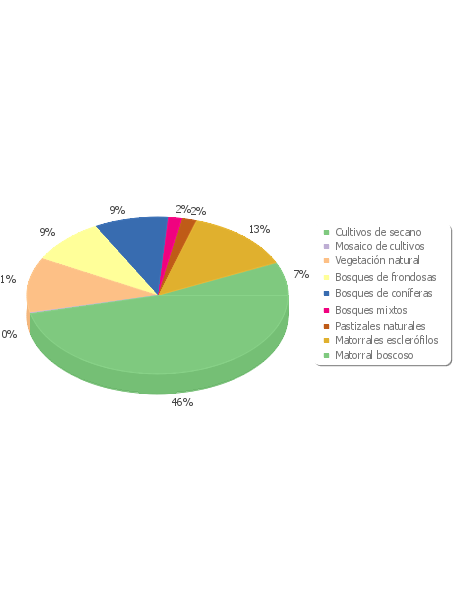 2%
2%
9%
13%
9%
7%
1%
0%
46%
Cultivos de secano
Mosaico de cultivos
Vegetación natural
Bosques de frondosas
Bosques de coníferas
Bosques mixtos
Pastizales naturales
Matorrales esclerófilos
Matorral boscoso